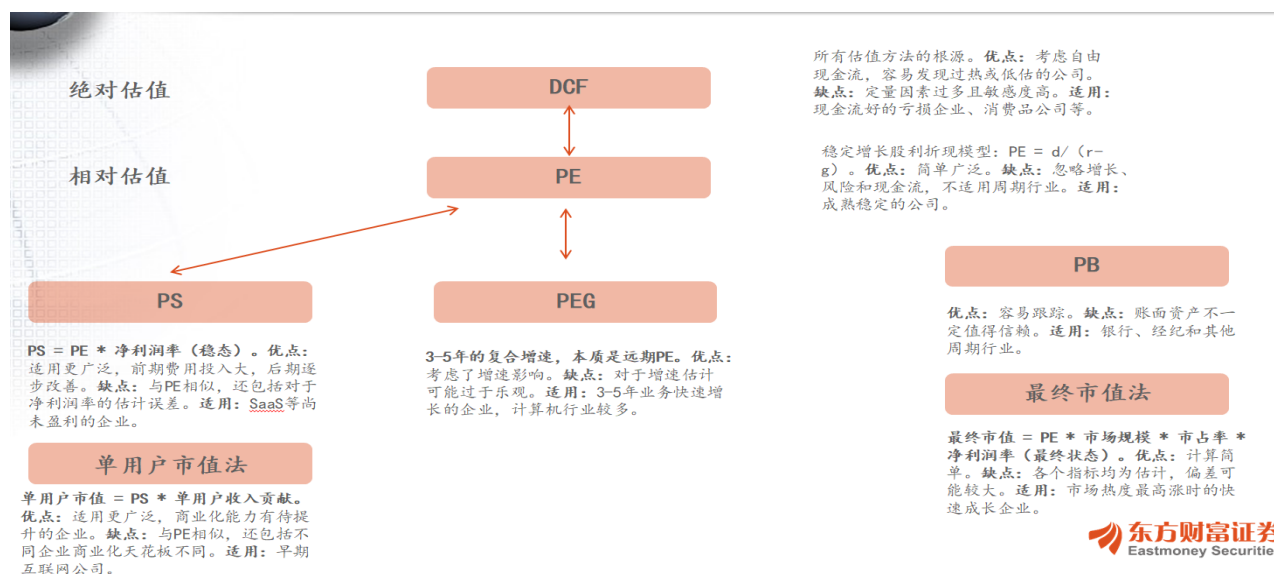 绝对估值
DCF
所有估值方法的根源。优点：考虑自由
现金流，容易发现过热或低估的公司。
缺点：定量因素过多且敏感度高。适用：
现金流好的亏损企业、消费品公司等。
相对估值
PE
稳定增长股利折现模型：PE = d/（r-
g）。优点：简单广泛。缺点：忽略增长、
风险和现金流，不适用周期行业。适用：
成熟稳定的公司。
PS
PS = PE * 净利润率（稳态）。优点：
适用更广泛，前期费用投入大，后期逐
步改善。缺点：与PE相似，还包括对于
净利润率的估计误差。适用：SaaS等尚
未盈利的企业。
PEG
3-5年的复合增速，本质是远期PE。优点：
考虑了增速影响。缺点：对于增速估计
可能过于乐观。适用：3-5年业务快速增
长的企业，计算机行业较多。
PB
优点：容易跟踪。缺点：账面资产不一
定值得信赖。适用：银行、经纪和其他
周期行业。
单用户市值法
单用户市值 = PS * 单用户收入贡献。
优点：适用更广泛，商业化能力有待提
升的企业。缺点：与PE相似，还包括不
同企业商业化天花板不同。适用：早期
互联网公司。
最终市值法
最终市值 = PE * 市场规模 * 市占率 *
净利润率（最终状态）。优点：计算简
单。缺点：各个指标均为估计，偏差可
能较大。适用：市场热度最高涨时的快
速成长企业。
东方财富证券
Eastmoney Securitie